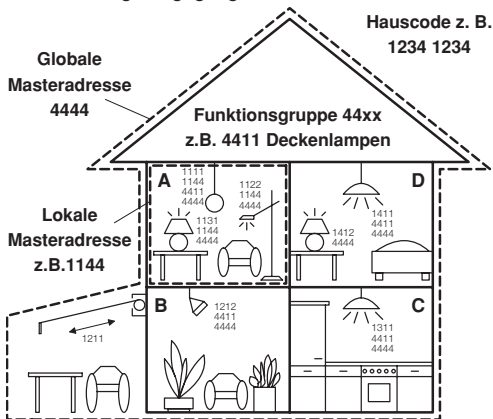 Hauscode z. B.
1234 1234
Globale
Masteradresse
4444
Funktionsgruppe 44xx
z.B. 4411 Deckenlampen
A
1111
1144
4411
4444
1122
1144
4444
1131
1144
4444
D
1411
4411
4444
1412
4444
Lokale
Masteradresse
z.B.1144
B
1212
4411
4444
C
1311
4411
4444
1211